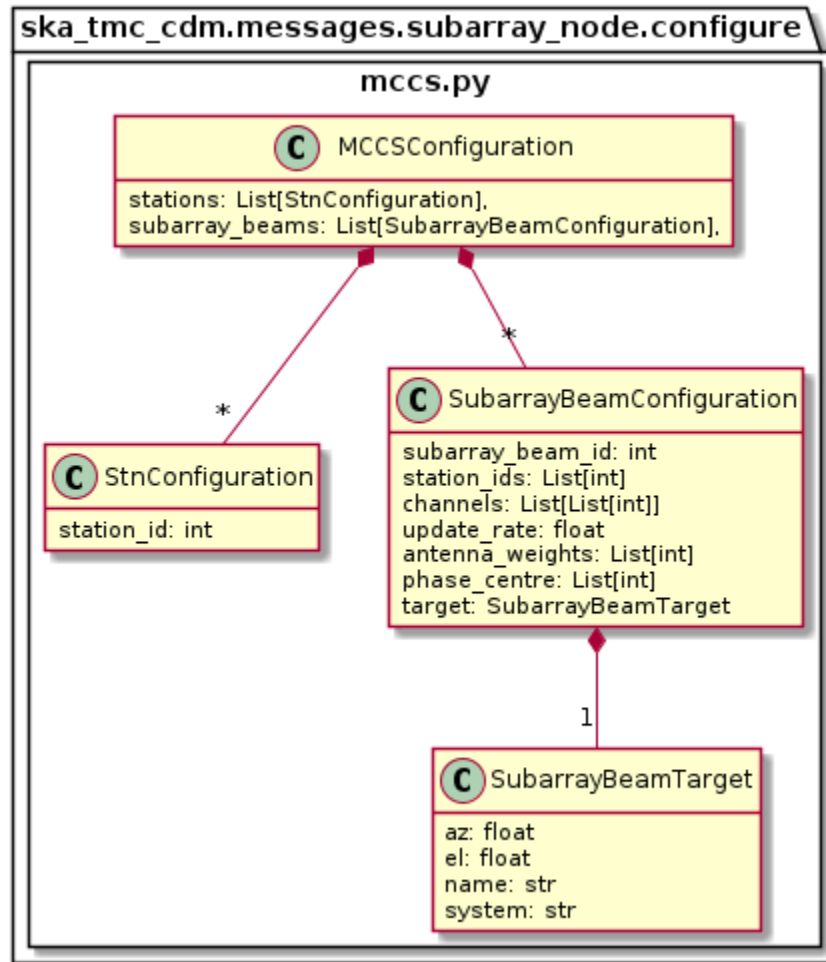 ska_tmc_cdm.messages.subarray_node.configure
mccs.py
C MCCSConfiguration
stations: List[StnConfiguration],
subarray_beams: List[SubarrayBeamConfiguration],
*
*
C StnConfiguration
station_id: int
C SubarrayBeamConfiguration
subarray_beam_id: int
station_ids: List[int]
channels: List[List[int]]
update_rate: float
antenna_weights: List[int]
phase_centre: List[int]
target: SubarrayBeamTarget
1
C SubarrayBeamTarget
az: float
el: float
name: str
system: str